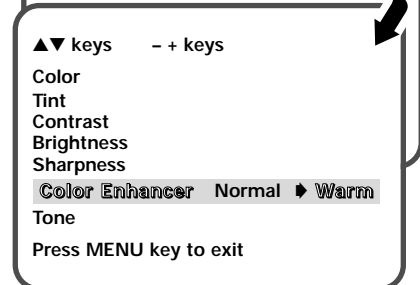 ▲▼ keys – + keys
Color
Tint
Contrast
Brightness
Sharpness
Color Enhancer Normal ➧ Warm
Tone
Press MENU key to exit